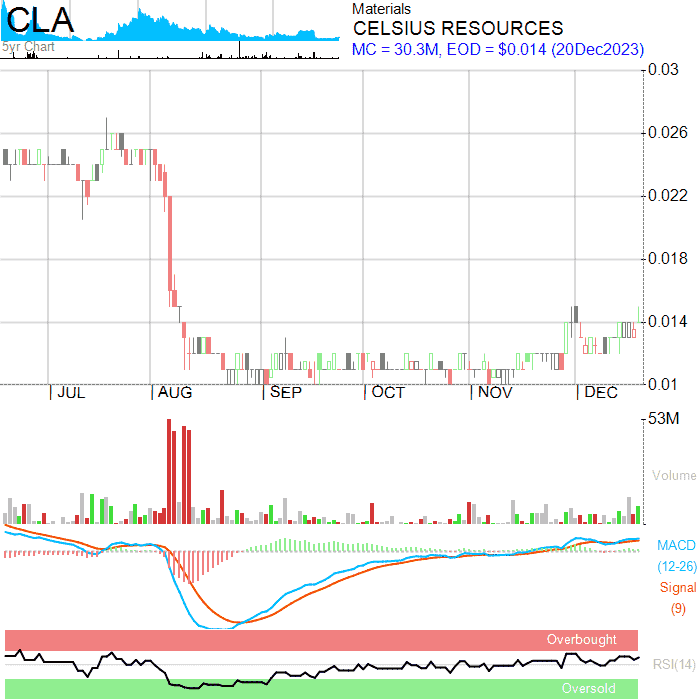 CLA
5yr Chart
Materials
CELSIUS RESOURCES
MC = 30.3M, EOD = $0.014 (20Dec2023)
0.03
0.026
0.022
0.018
0.014
0.01
JUL AUG SEP OCT NOV DEC
53M
Volume
MACD
(12-26)
Signal
(9)
Overbought
RSI(14)
Oversold